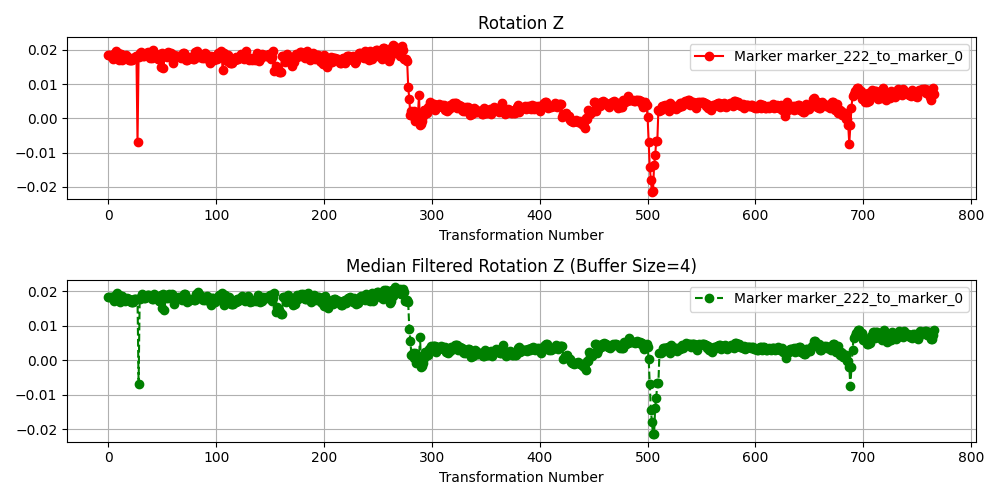 Rotation Z
0.02
0.01
0.00
−0.01
−0.02
Marker marker_222_to_marker_0
0 100 200 300 400 500 600 700 800
Transformation Number
Median Filtered Rotation Z (Buffer Size=4)
0.02
0.01
0.00
−0.01
−0.02
Marker marker_222_to_marker_0
0 100 200 300 400 500 600 700 800
Transformation Number